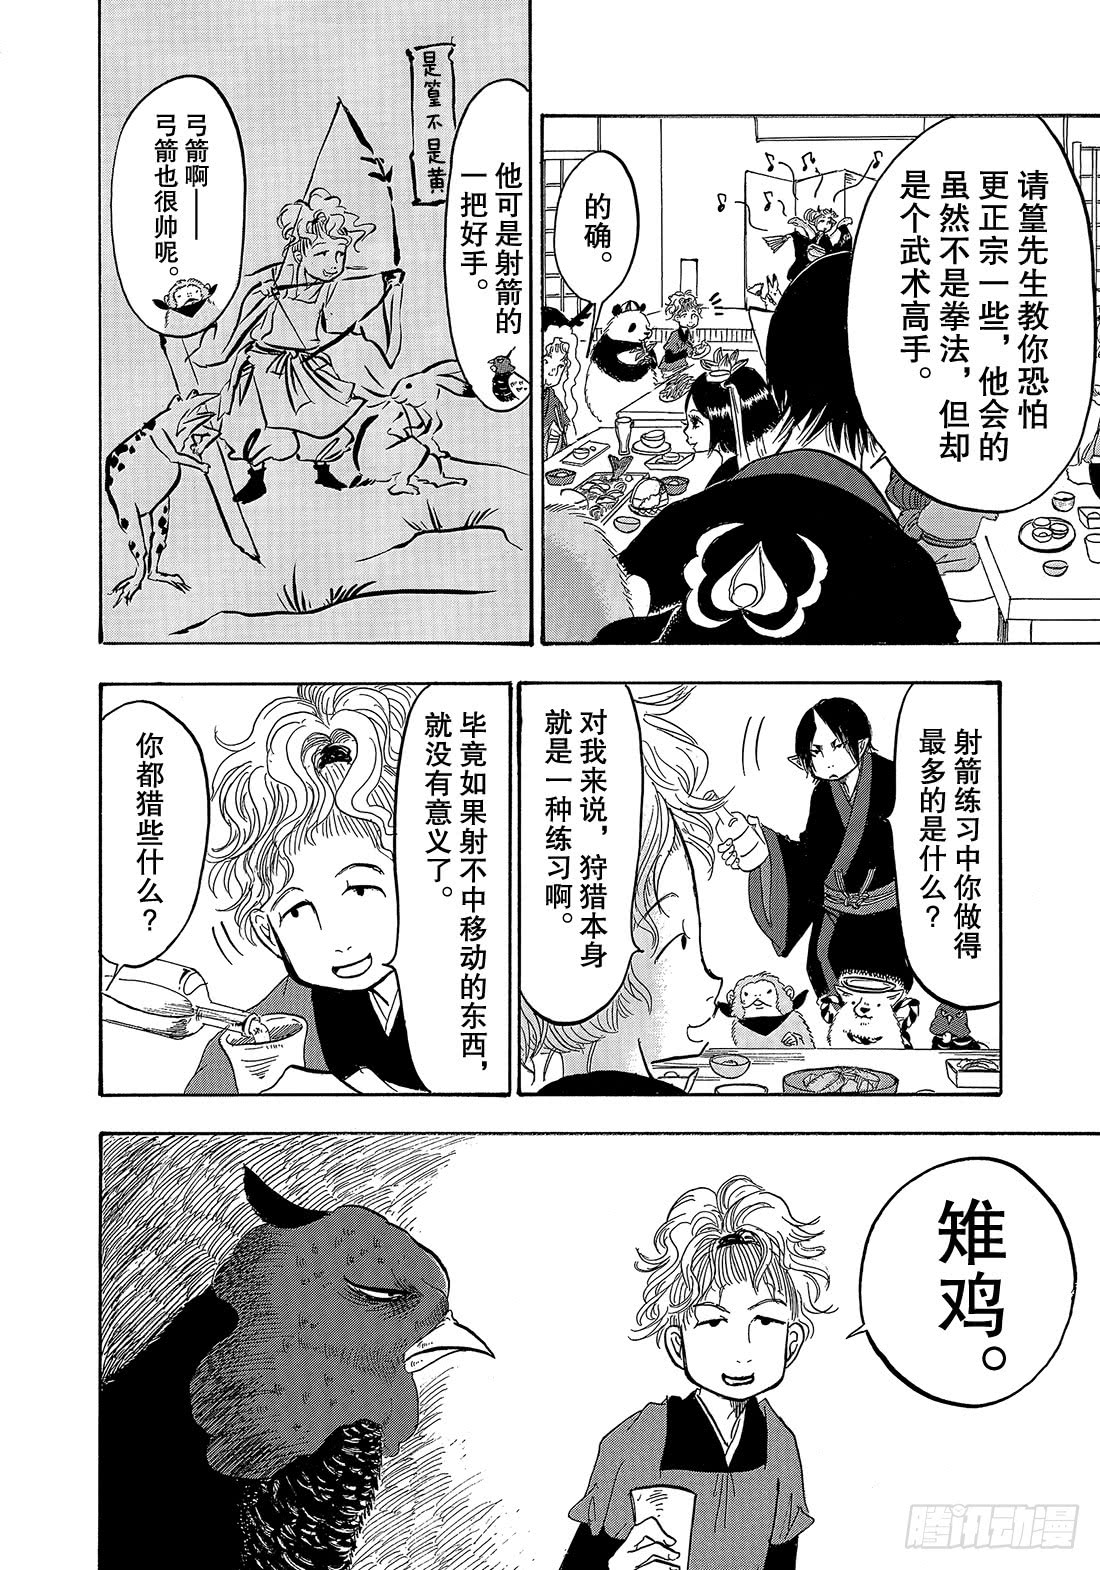 请篁先生教你恐怕
更正宗一些，他会的
虽然不是拳法，但却
是个武术高手。
的确。
他可是射箭的
一把好手。
是篁不是黄
弓箭啊——
弓箭也很帅呢。
射箭练习中你做得
最多的是什么？
对我来说，狩猎本身
就是一种练习啊。
毕竟如果射不中移动的东西，
就没有意义了。
你都猎些什么？
雉鸡。
腾讯动漫